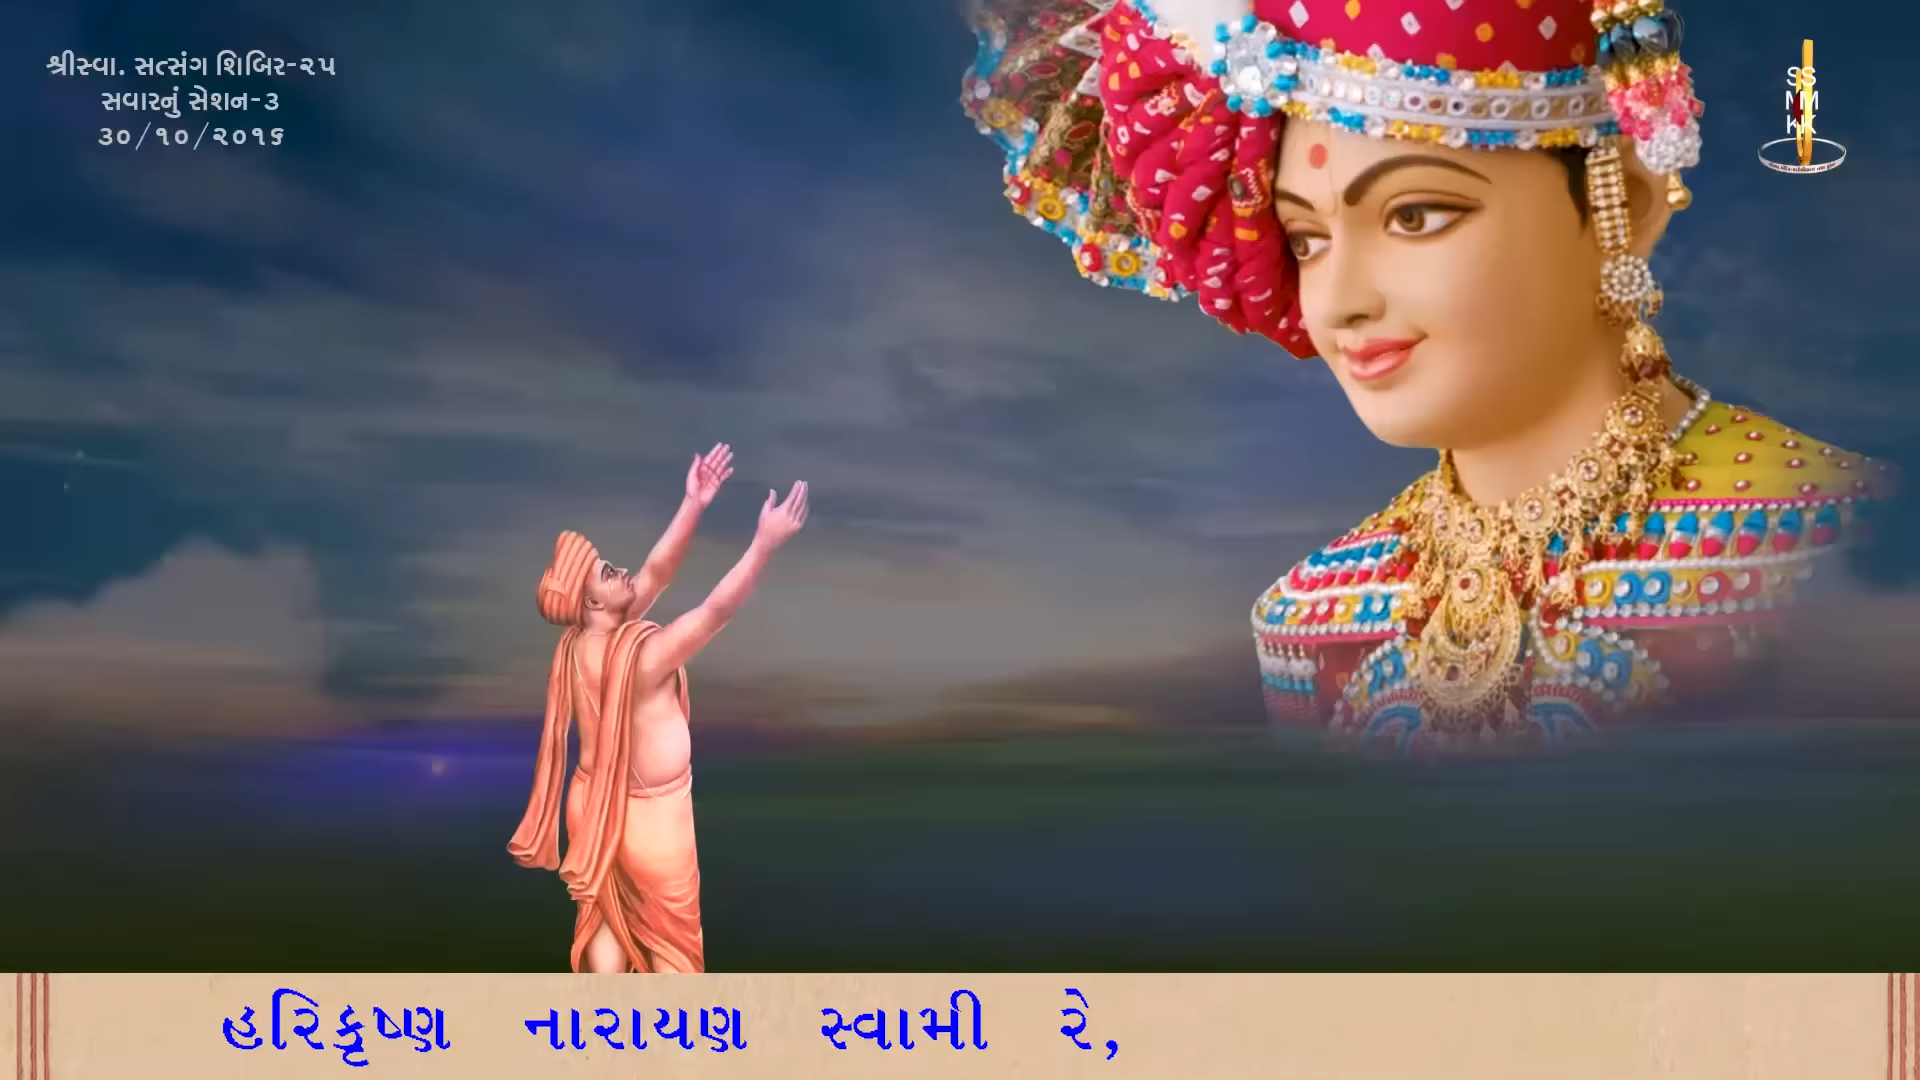 શ્રીસ્વા. સત્સંગ શિબિર-૨૫
સવારનું સેશન-૩
૩૦/૧૦/૨૦૧૬
SS
MM
KK
હરિકૃષ્ણ નારાયણ સ્વામી રે,